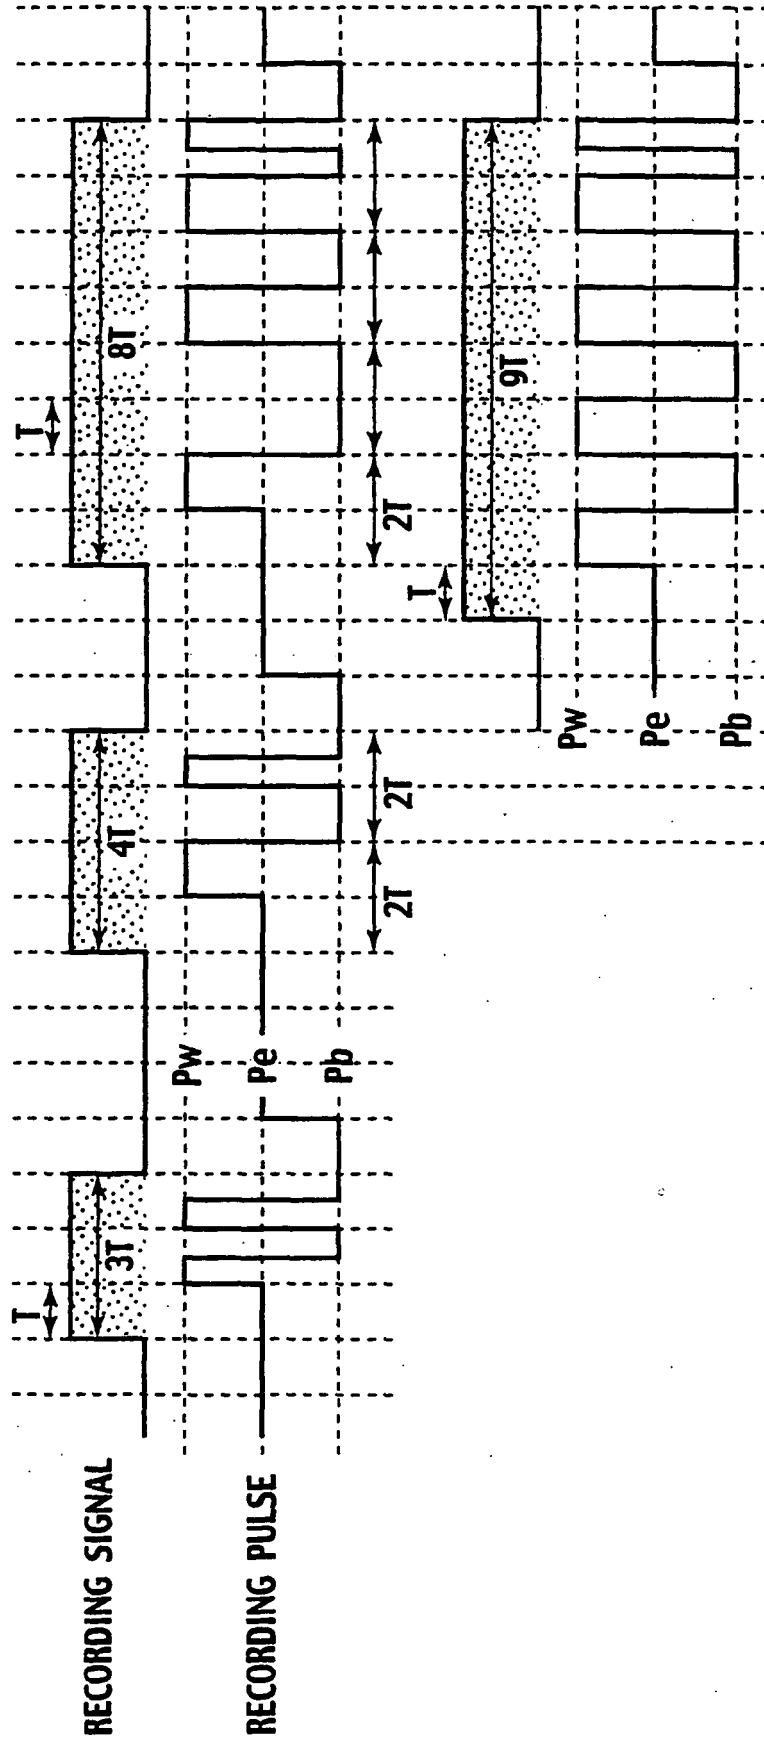 RECORDING SIGNAL
T
3T
4T
T
8T
RECORDING PULSE
Pw
Pe
Pb
2T
2T
2T
T
9T
Pw
Pe
Pb